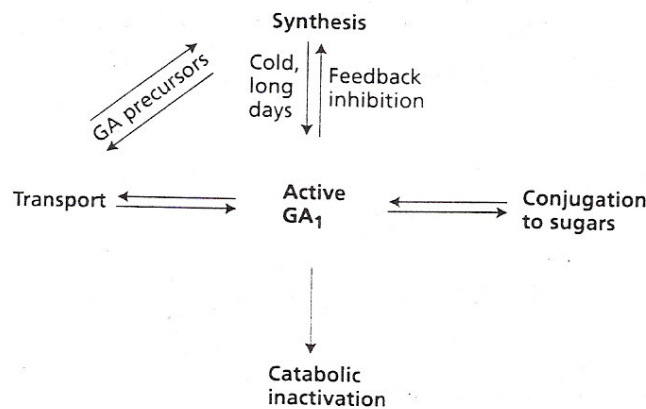 Synthesis
Cold,
long
days
Feedback
inhibition
GA precursors
Transport
Active
GA₁
Conjugation
to sugars
Catabolic
inactivation